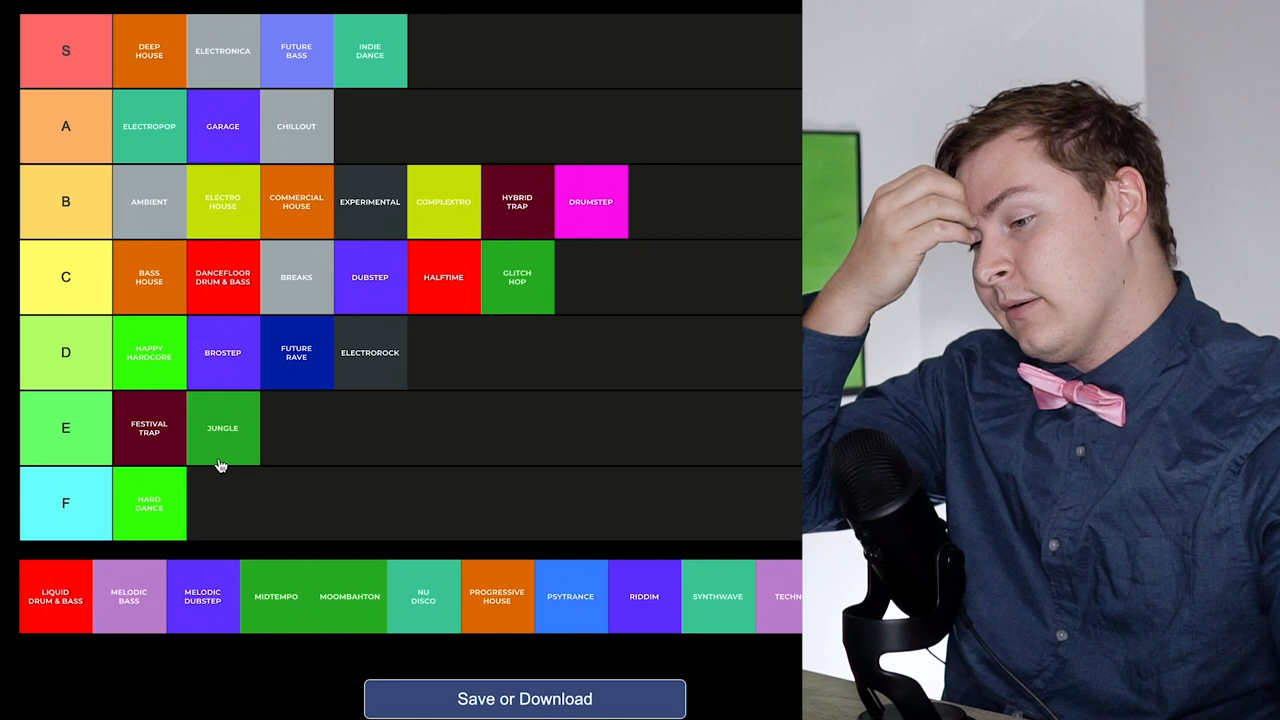 S
DEEP
HOUSE
ELECTRONICA
FUTURE
BASS
INDIE
DANCE
A
ELECTROPOP
GARAGE
CHILLOUT
B
AMBIENT
ELECTRO
HOUSE
COMMERCIAL
HOUSE
EXPERIMENTAL
COMPLEXTRO
HYBRID
TRAP
DRUMSTEP
C
BASS
HOUSE
DANCEFLOOR
DRUM & BASS
BREAKS
DUBSTEP
HALFTIME
GLITCH
HOP
D
HAPPY
HARDCORE
BROSTEP
FUTURE
RAVE
ELECTROROCK
E
FESTIVAL
TRAP
JUNGLE
F
HARD
DANCE
LIQUID
DRUM & BASS
MELODIC
BASS
MELODIC
DUBSTEP
MIDTEMPO
MOOMBAHTON
NU
DISCO
PROGRESSIVE
HOUSE
PSYTRANCE
RIDDIM
SYNTHWAVE
TECHN
Save or Download